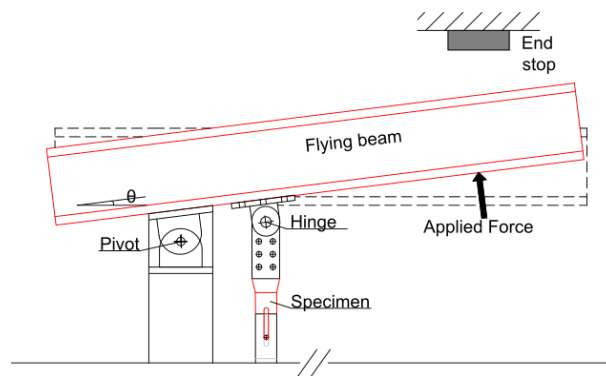 End
stop
Flying beam
θ
Hinge
Pivot
Applied Force
Specimen